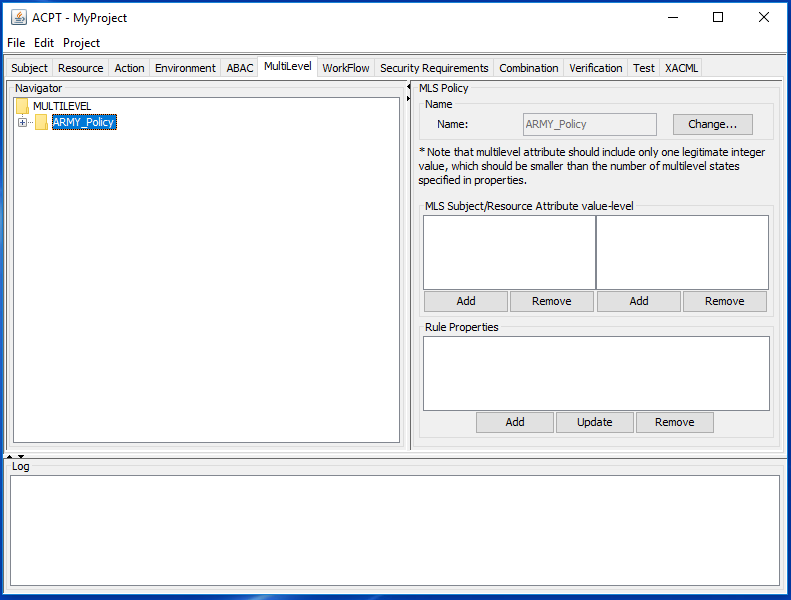 ACPT - MyProject
File Edit Project
Subject Resource Action Environment ABAC MultiLevel WorkFlow Security Requirements Combination Verification Test XACML
Navigator
MULTILEVEL
ARMY_Policy
MLS Policy
Name
Name: ARMY_Policy Change...
* Note that multilevel attribute should include only one legitimate integer
value, which should be smaller than the number of multilevel states
specified in properties.
MLS Subject/Resource Attribute value-level
Add Remove Add Remove
Rule Properties
Add Update Remove
Log